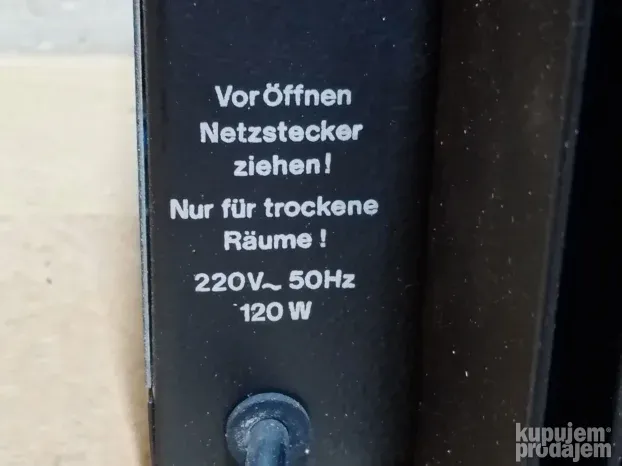 Vor Öffnen
Netzstecker
ziehen!
Nur für trockene
Räume !
220V~ 50Hz
120 W
kupujem
prodajem